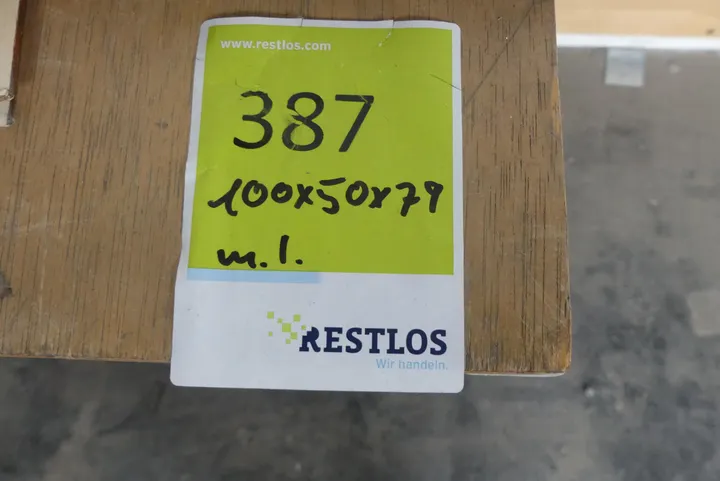 www.restlos.com
387
100x50x79
m.l.
RESTLOS
Wir handeln.